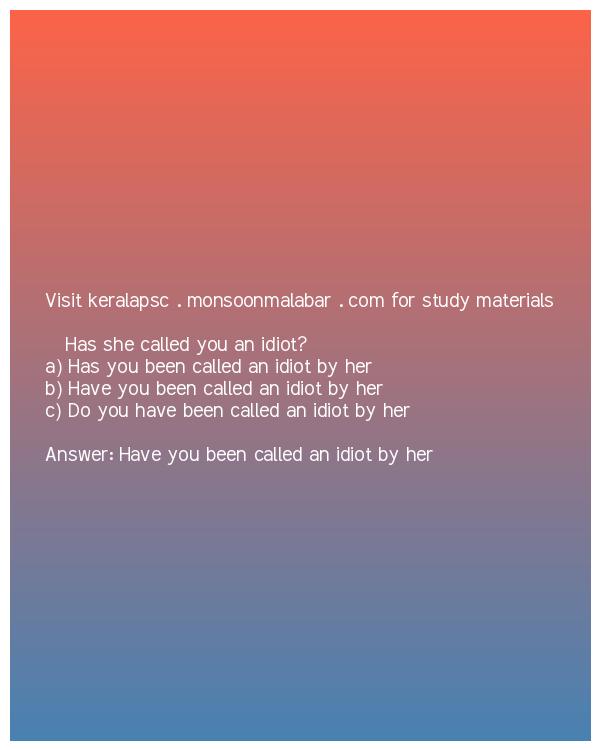 Visit keralapsc . monsoonmalabar . com for study materials
Has she called you an idiot?
a) Has you been called an idiot by her
b) Have you been called an idiot by her
c) Do you have been called an idiot by her
Answer: Have you been called an idiot by her